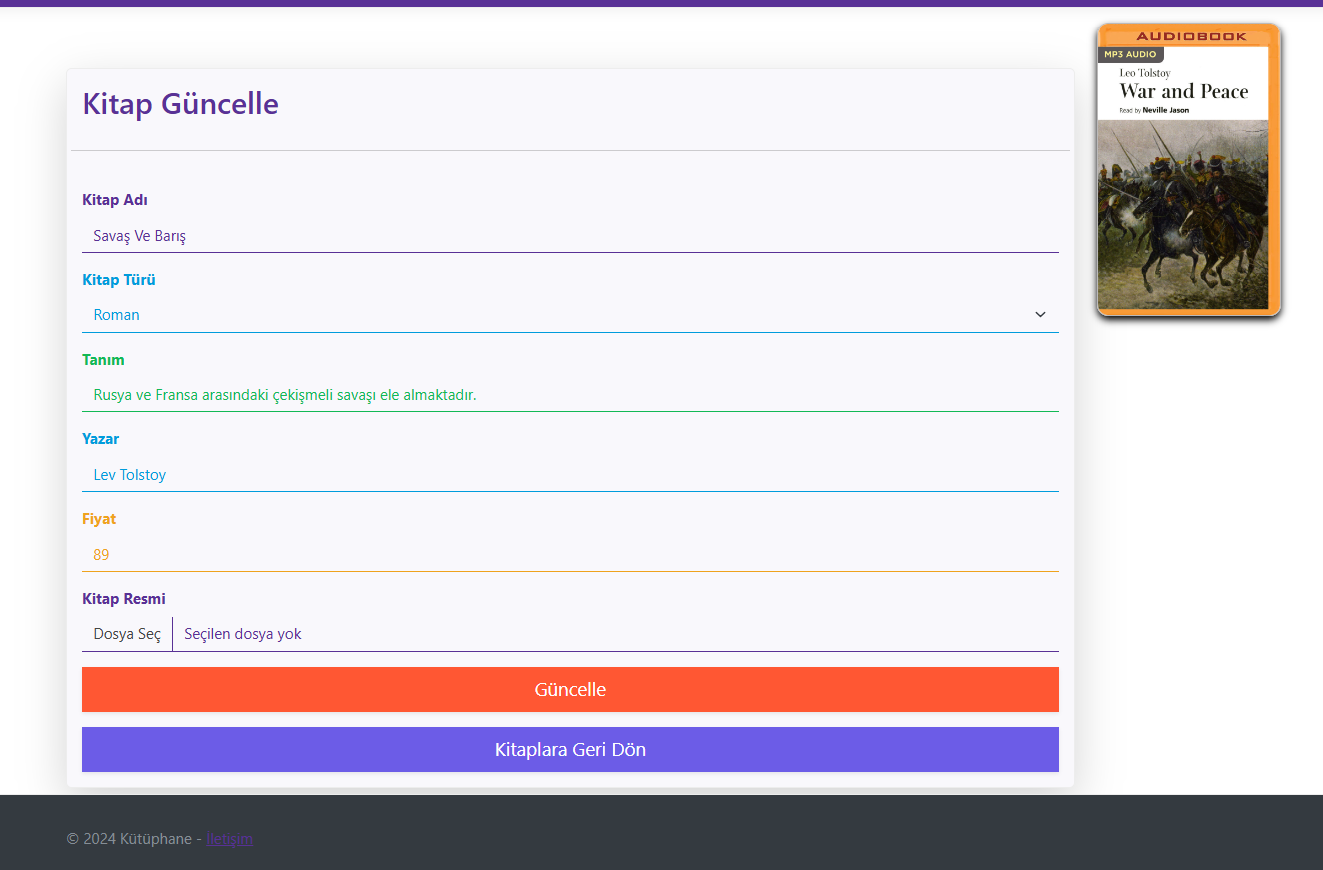 Kitap Güncelle
Kitap Adı
Savaş Ve Barış
Kitap Türü
Roman
Tanım
Rusya ve Fransa arasındaki çekişmeli savaşı ele almaktadır.
Yazar
Lev Tolstoy
Fiyat
89
Kitap Resmi
Dosya Seç Seçilen dosya yok
Güncelle
Kitaplara Geri Dön
AUDIOBOOK
MP3 AUDIO
Leo Tolstoy
War and Peace
Read by Neville Jason
© 2024 Kütüphane - İletişim